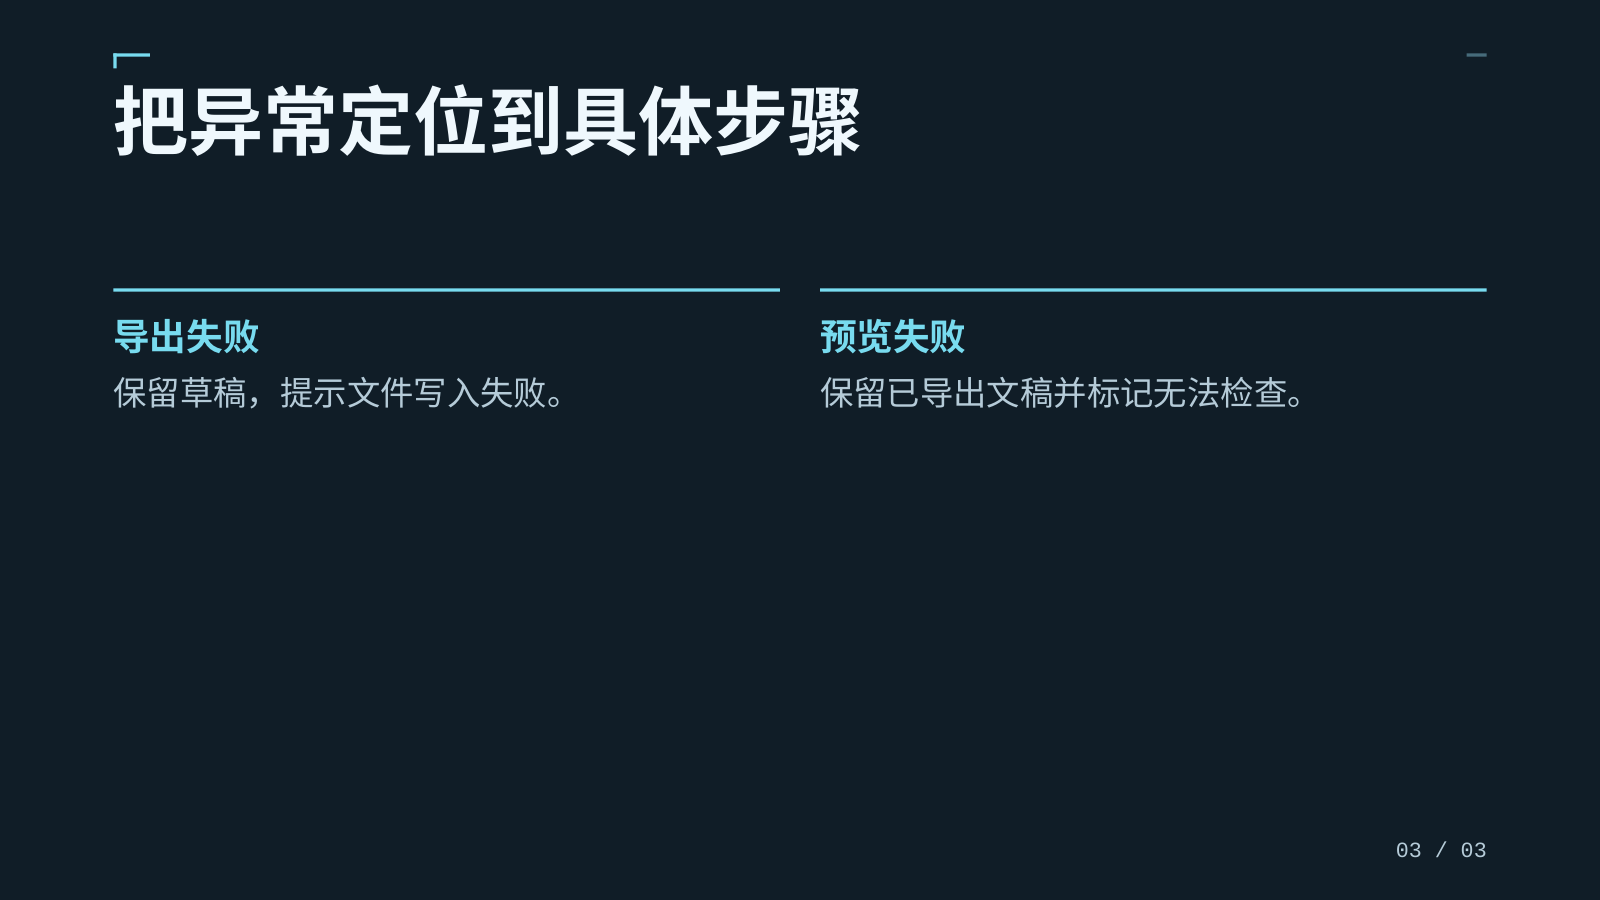 把异常定位到具体步骤
导出失败
保留草稿，提示文件写入失败。
预览失败
保留已导出文稿并标记无法检查。
03 / 03